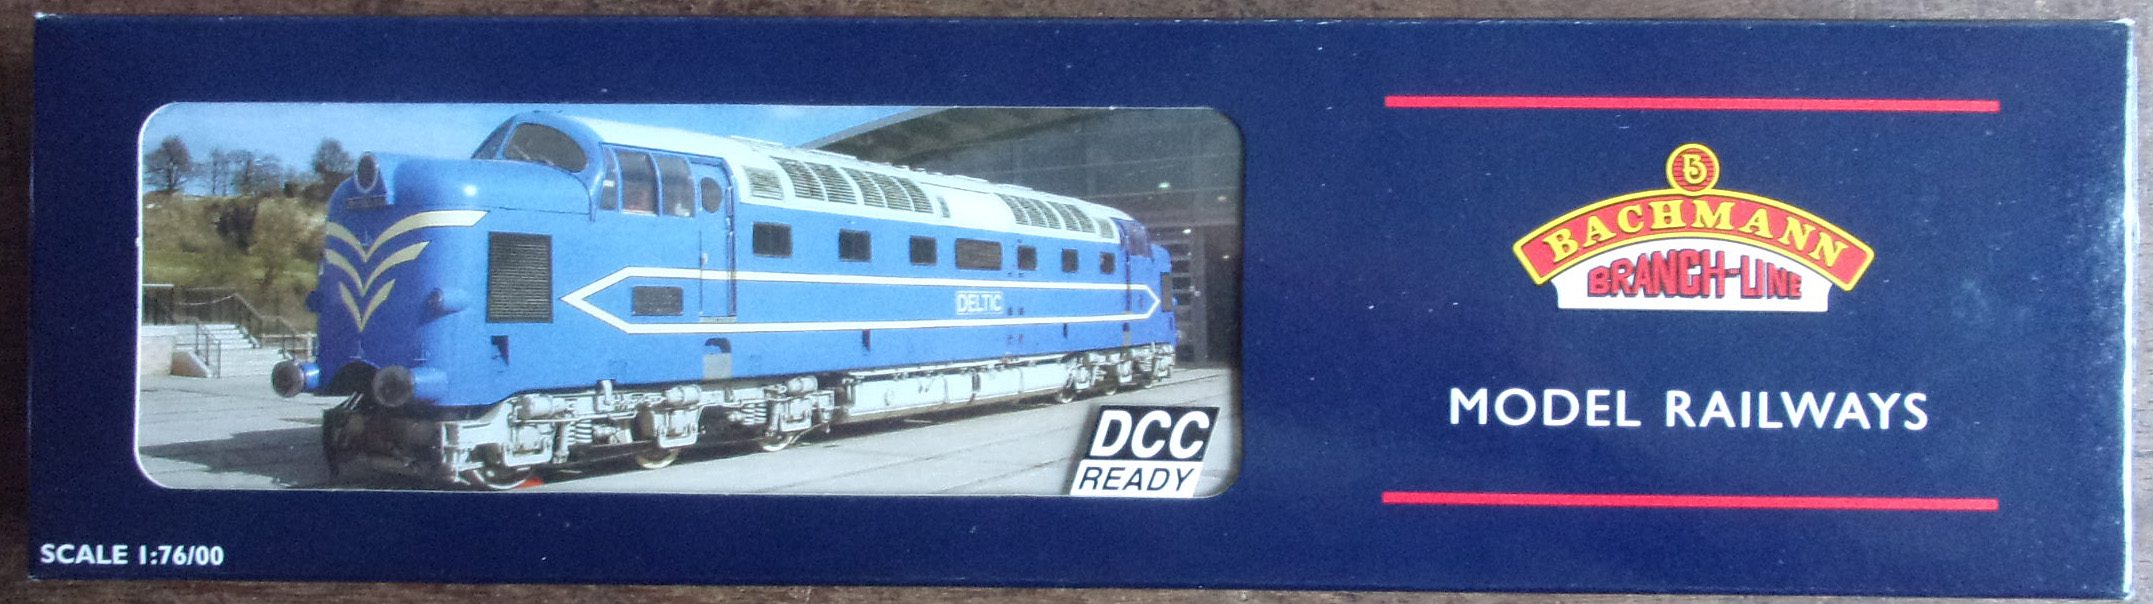 DELTIC
DCC
READY
SCALE 1:76/00
B
BACHMANN
BRANCH-LINE
MODEL RAILWAYS